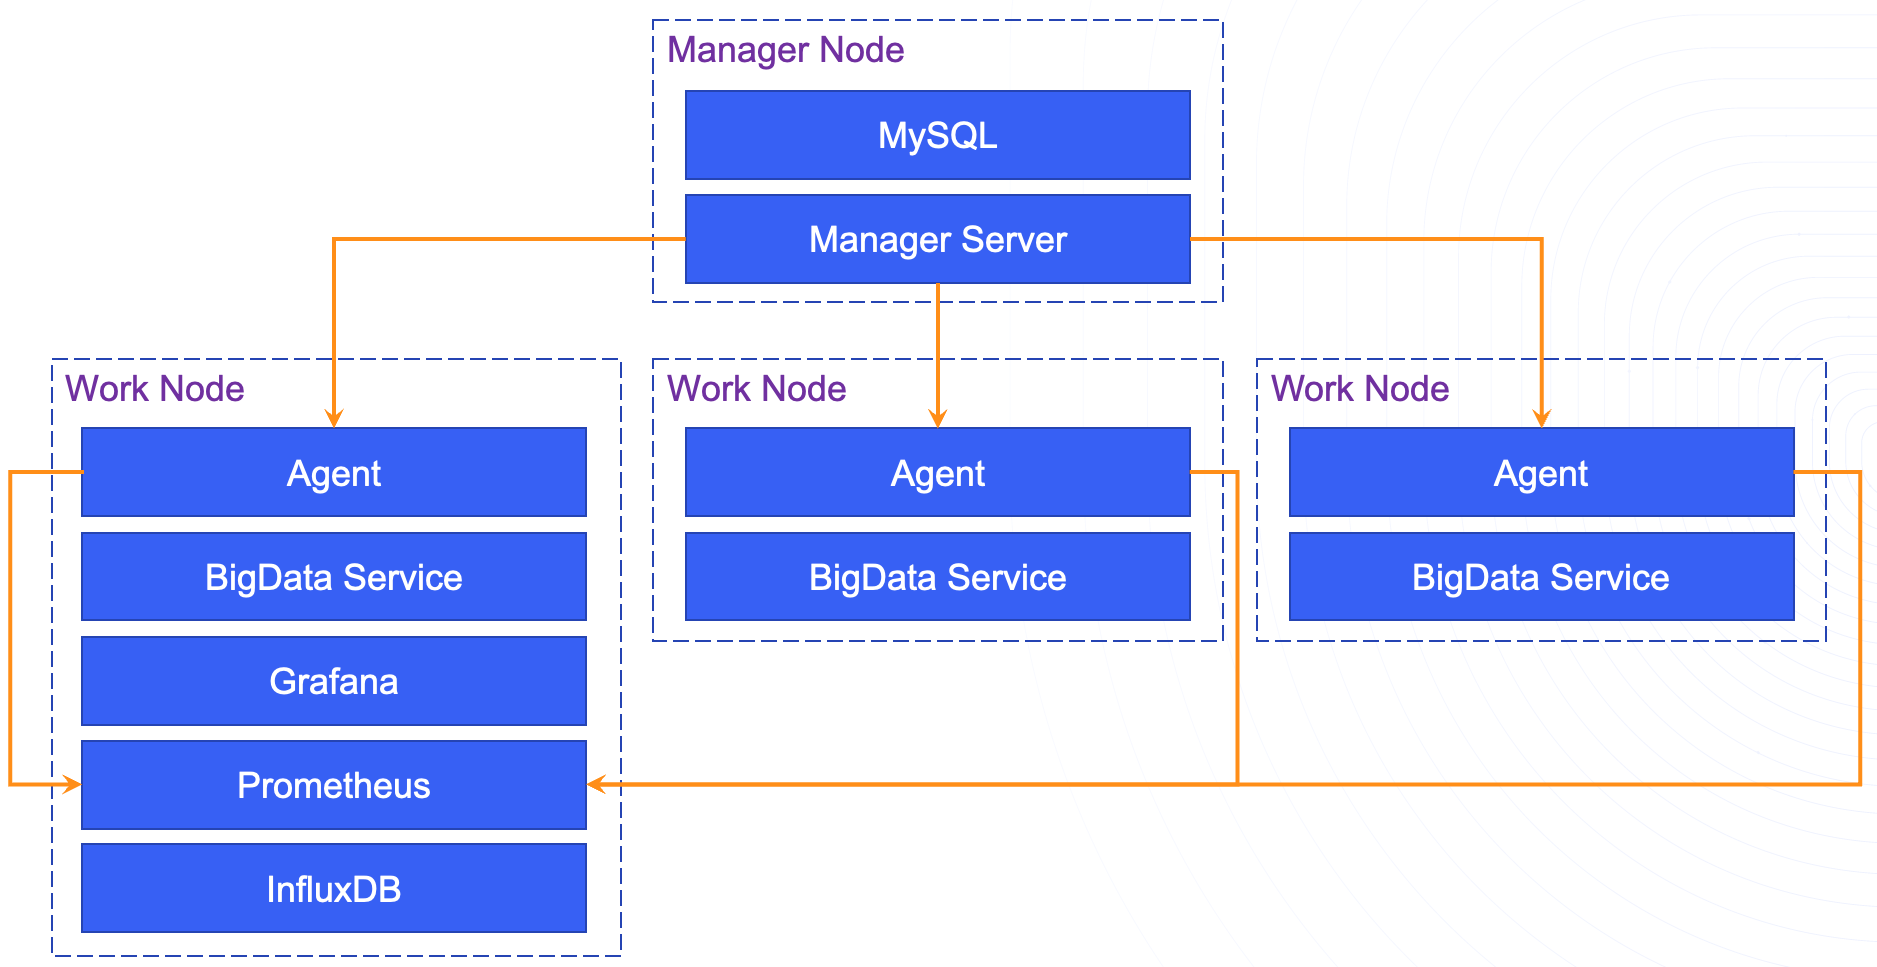 Manager Node
MySQL
Manager Server
Work Node
Agent
BigData Service
Grafana
Prometheus
InfluxDB
Work Node
Agent
BigData Service
Work Node
Agent
BigData Service